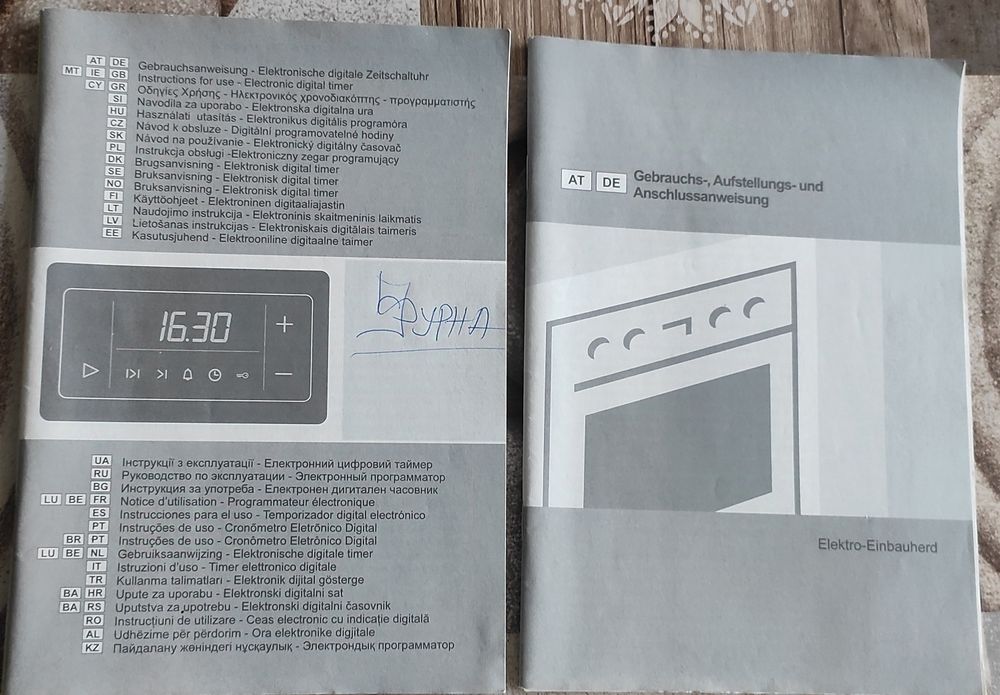 AT DE Gebrauchsanweisung - Elektronische digitale Zeitschaltuhr
MT IE GB Instructions for use - Electronic digital timer
CY GR Οδηγίες Χρήσης - Ηλεκτρονικός χρονοδιακόπτης - προγραμματιστής
SI Navodila za uporabo - Elektronska digitalna ura
HU Használati utasítás - Elektronikus digitális programóra
CZ Návod k obsluze - Digitální programovatelné hodiny
SK Návod na používanie - Elektronický digitálny časovač
PL Instrukcja obsługi -Elektroniczny zegar programujący
DK Brugsanvisning - Elektronisk digital timer
SE Bruksanvisning - Elektronisk digital timer
NO Bruksanvisning - Elektronisk digital timer
FI Käyttöohjeet - Elektroninen digitaaliajastin
LT Naudojimo instrukcija - Elektroninis skaitmeninis laikmatis
LV Lietošanas instrukcijas - Elektroniskais digitālais taimeris
EE Kasutusjuhend - Elektrooniline digitaalne taimer
16.30
ФУРНА
UA Інструкції з експлуатації - Електронний цифровий таймер
RU Руководство по эксплуатации - Электронный программатор
BG Инструкция за употреба - Електронен дигитален часовник
LU BE FR Notice d'utilisation - Programmateur électronique
ES Instrucciones para el uso - Temporizador digital electrónico
PT Instruções de uso - Cronômetro Eletrônico Digital
BR PT Instruções de uso - Cronômetro Eletrônico Digital
LU BE NL Gebruiksaanwijzing - Elektronische digitale timer
IT Istruzioni d'uso - Timer elettronico digitale
TR Kullanma talimatları - Elektronik dijital gösterge
BA HR Upute za uporabu - Elektronski digitalni sat
BA RS Uputstva za upotrebu - Elektronski digitalni časovnik
RO Instrucțiuni de utilizare - Ceas electronic cu indicație digitală
AL Udhëzime për përdorim - Ora elektronike digjitale
KZ Пайдалану жөніндегі нұсқаулық - Электрондық программатор
AT DE Gebrauchs-, Aufstellungs- und
Anschlussanweisung
Elektro-Einbauherd